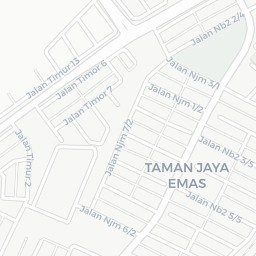 Jalan Nb2 2/4
Jalan Timur 13
Jalan Timor 6
Jalan Njm 3/1
Jalan Timor 7
Jalan Njm 1/2
Jalan Njm 7/2
Jalan Timur 2
TAMAN JAYA
EMAS
Jalan Nb2 3/5
Jalan Njm 6/2
Jalan Nb2 5/5